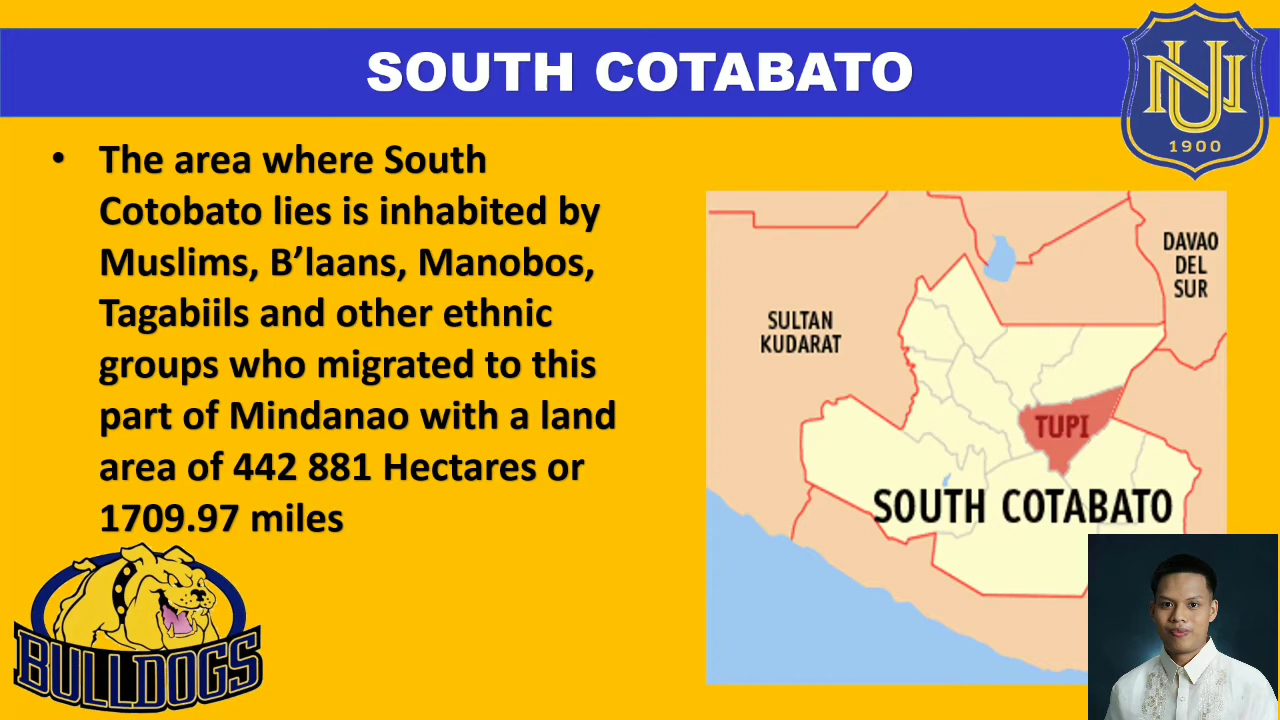 SOUTH COTABATO
NU
1900
• The area where South
Cotobato lies is inhabited by
Muslims, B’laans, Manobos,
Tagabiils and other ethnic
groups who migrated to this
part of Mindanao with a land
area of 442 881 Hectares or
1709.97 miles
DAVAO
DEL
SUR
SULTAN
KUDARAT
TUPI
SOUTH COTABATO
BULLDOGS